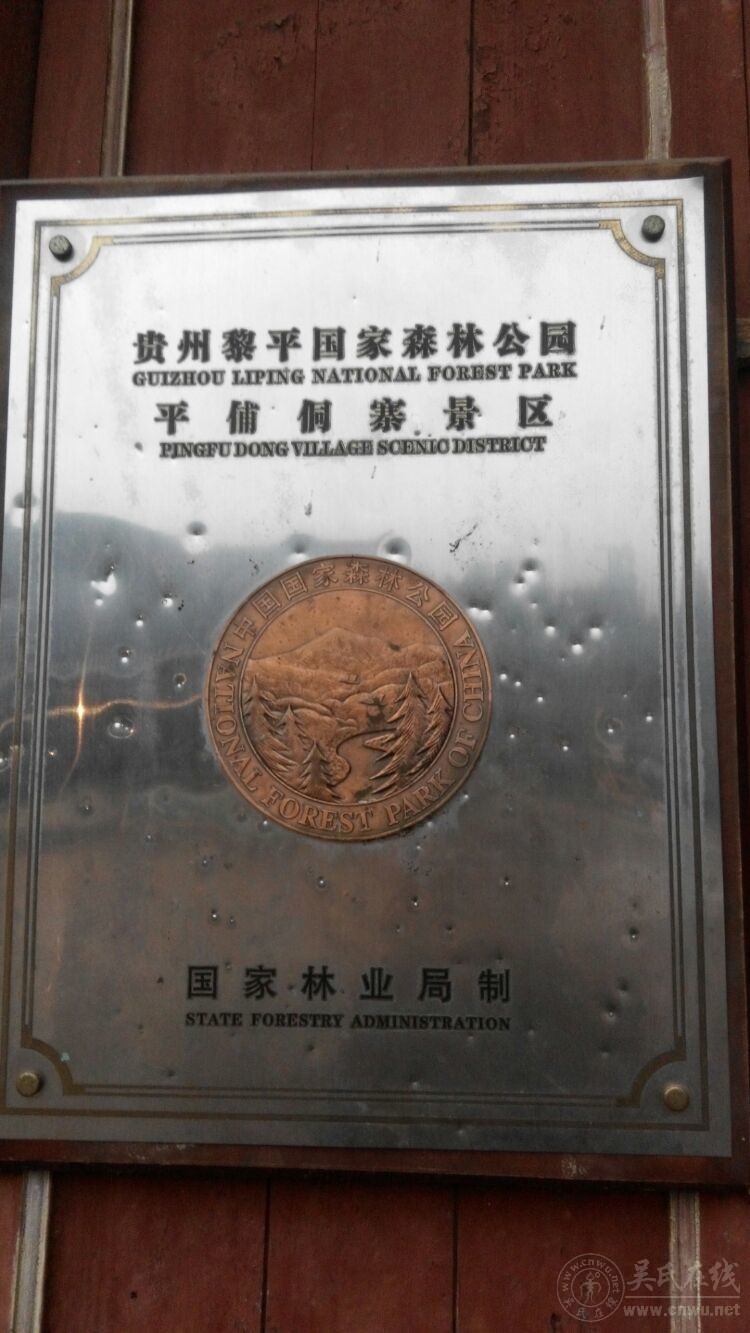 贵州黎平国家森林公园
GUIZHOU LIPING NATIONAL FOREST PARK
平俌侗寨景区
PINGFU DONG VILLAGE SCENIC DISTRICT
中国国家森林公园
NATIONAL FOREST PARK OF CHINA
国家林业局制
STATE FORESTRY ADMINISTRATION
吴氏在线
www.cnwu.net